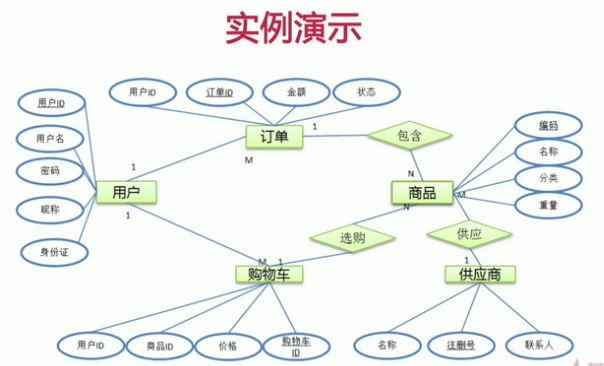 实例演示
用户ID
订单ID
金额
状态
用户ID
用户名
密码
昵称
身份证
订单
1
M
包含
N
编码
名称
分类
重量
用户
1
1
商品
M
N
选购
供应
M
1
1
购物车
供应商
用户ID
商品ID
价格
购物车
ID
名称
注册号
联系人